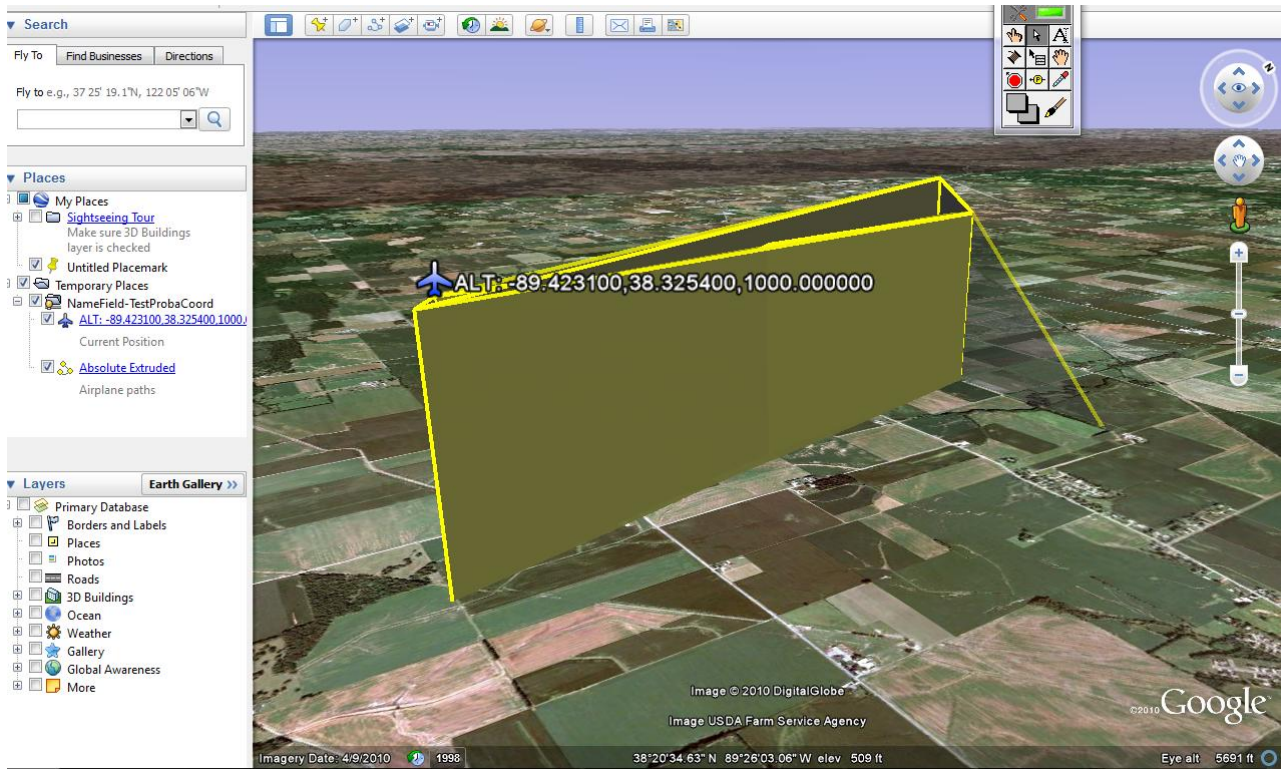 Search
Fly To
Find Businesses
Directions
Fly to e.g., 37 25' 19.1"N, 122 05' 06"W
Places
My Places
Sightseeing Tour
Make sure 3D Buildings
layer is checked
Untitled Placemark
Temporary Places
NameField-TestProbaCoord
ALT: -89.423100,38.325400,1000.
Current Position
Absolute Extruded
Airplane paths
Layers
Earth Gallery >>
Primary Database
Borders and Labels
Places
Photos
Roads
3D Buildings
Ocean
Weather
Gallery
Global Awareness
More
A
P
N
ALT: -89.423100,38.325400,1000.000000
Image © 2010 DigitalGlobe
Image USDA Farm Service Agency
©2010 Google
Imagery Date: 4/9/2010 1998 38°20'34.63" N 89°26'03.06" W elev 509 ft Eye alt 5691 ft